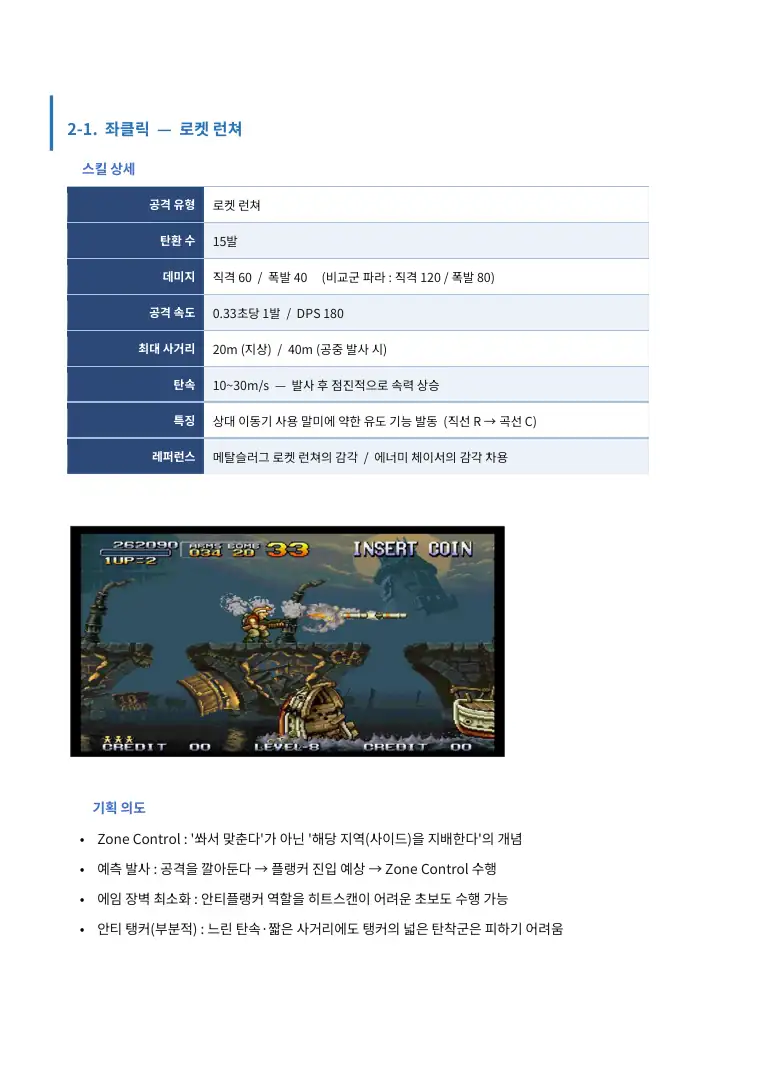 2-1. 좌클릭 — 로켓 런쳐
스킬 상세
공격 유형 로켓 런쳐
탄환 수 15발
데미지 직격 60 / 폭발 40 (비교군 파라 : 직격 120 / 폭발 80)
공격 속도 0.33초당 1발 / DPS 180
최대 사거리 20m (지상) / 40m (공중 발사 시)
탄속 10~30m/s — 발사 후 점진적으로 속력 상승
특징 상대 이동기 사용 말미에 약한 유도 기능 발동 (직선 R → 곡선 C)
레퍼런스 메탈슬러그 로켓 런쳐의 감각 / 에너미 체이서의 감각 차용
262090 ARMS BOMB 33 INSERT COIN
034 20
1UP=2
CREDIT 00 LEVEL-8 CREDIT 00
기획 의도
• Zone Control : '쏴서 맞춘다'가 아닌 '해당 지역(사이드)을 지배한다'의 개념
• 예측 발사 : 공격을 깔아둔다 → 플랭커 진입 예상 → Zone Control 수행
• 에임 장벽 최소화 : 안티플랭커 역할을 히트스캔이 어려운 초보도 수행 가능
• 안티 탱커(부분적) : 느린 탄속·짧은 사거리에도 탱커의 넓은 탄착군은 피하기 어려움